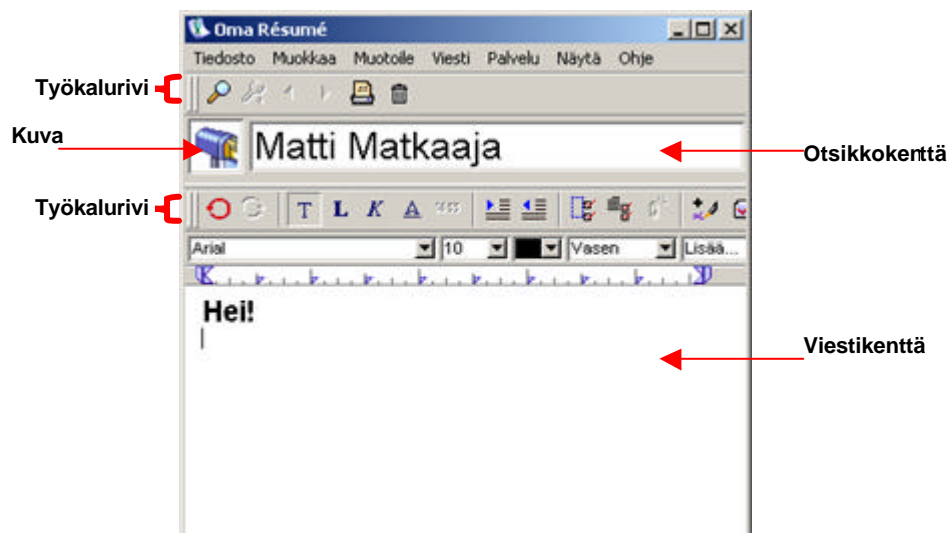 Oma Résumé
Tiedosto Muokkaa Muotoile Viesti Palvelu Näytä Ohje
Työkalurivi
Kuva
Matti Matkaaja
Otsikkokenttä
Työkalurivi
T L K A
Arial 10 Vasen Lisää...
Hei!
Viestikenttä